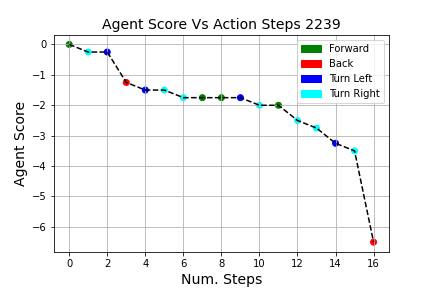 Agent Score Vs Action Steps 2239
Forward
Back
Turn Left
Turn Right
0
−1
−2
−3
−4
−5
−6
Agent Score
0 2 4 6 8 10 12 14 16
Num. Steps